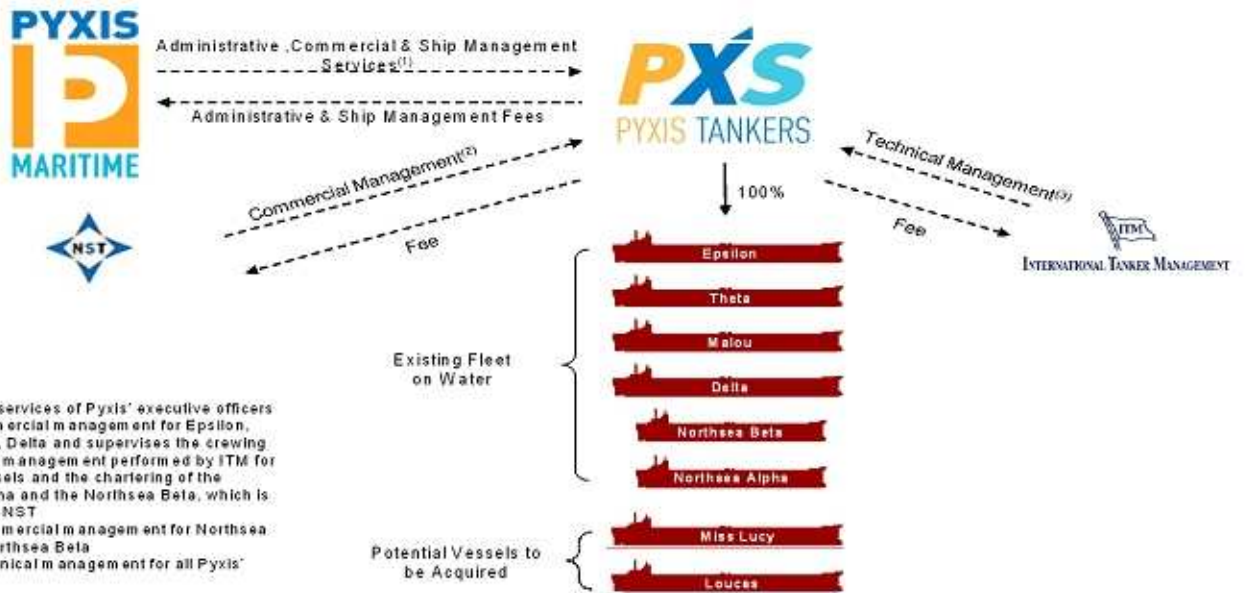 PYXIS
MARITIME
Administrative ,Commercial & Ship Management
Services(1)
Administrative & Ship Management Fees
PXS
PYXIS TANKERS
Commercial Management(2)
Fee
NST
100%
Technical Management(3)
Fee
ITM
INTERNATIONAL TANKER MANAGEMENT
Existing Fleet
on Water
Epsilon
Theta
Malou
Delta
Northsea Beta
Northsea Alpha
services of Pyxis' executive officers
ercial management for Epsilon,
, Delta and supervises the crewing
management performed by ITM for
sels and the chartering of the
na and the Northsea Beta, which is
NST
mmercial management for Northsea
rthsea Beta
nical management for all Pyxis'
Potential Vessels to
be Acquired
Miss Lucy
Loucas